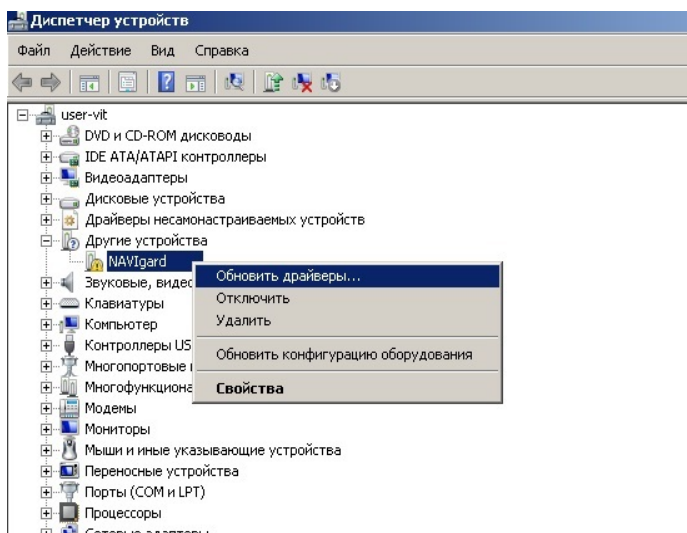 Диспетчер устройств
Файл Действие Вид Справка
user-vit
DVD и CD-ROM дисководы
IDE ATA/ATAPI контроллеры
Видеоадаптеры
Дисковые устройства
Драйверы несамонастраиваемых устройств
Другие устройства
NAVIgard
Звуковые, видео
Клавиатуры
Компьютер
Контроллеры US
Многопортовые
Многофункциона
Модемы
Мониторы
Мыши и иные указывающие устройства
Переносные устройства
Порты (COM и LPT)
Процессоры
Сетевые адаптеры
Обновить драйверы...
Отключить
Удалить
Обновить конфигурацию оборудования
Свойства